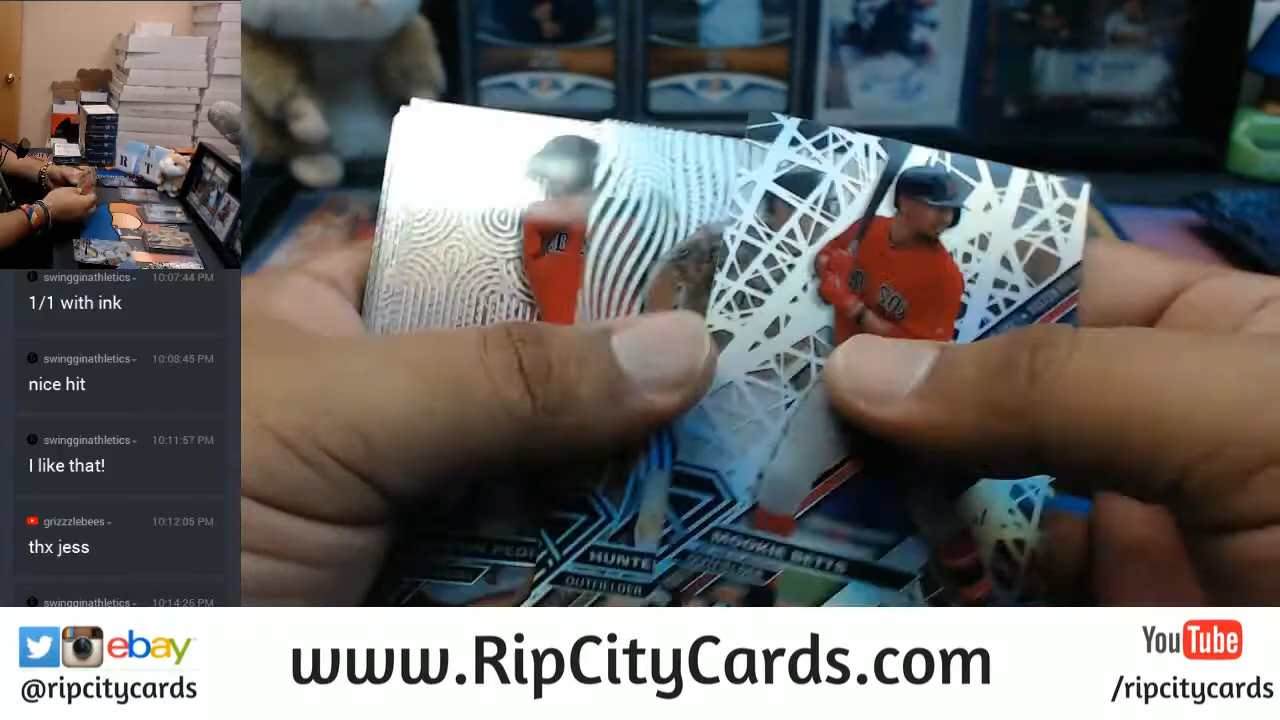 swingginathletics 10:07:44 PM
1/1 with ink
swingginathletics 10:08:45 PM
nice hit
swingginathletics 10:11:57 PM
I like that!
grizzzlebees 10:12:05 PM
thx jess
swingginathletics 10:14:26 PM
HUNTE
OUTFIELDER
MOOKIE BETTS
ebay
@ripcitycards
www.RipCityCards.com
YouTube
/ripcitycards